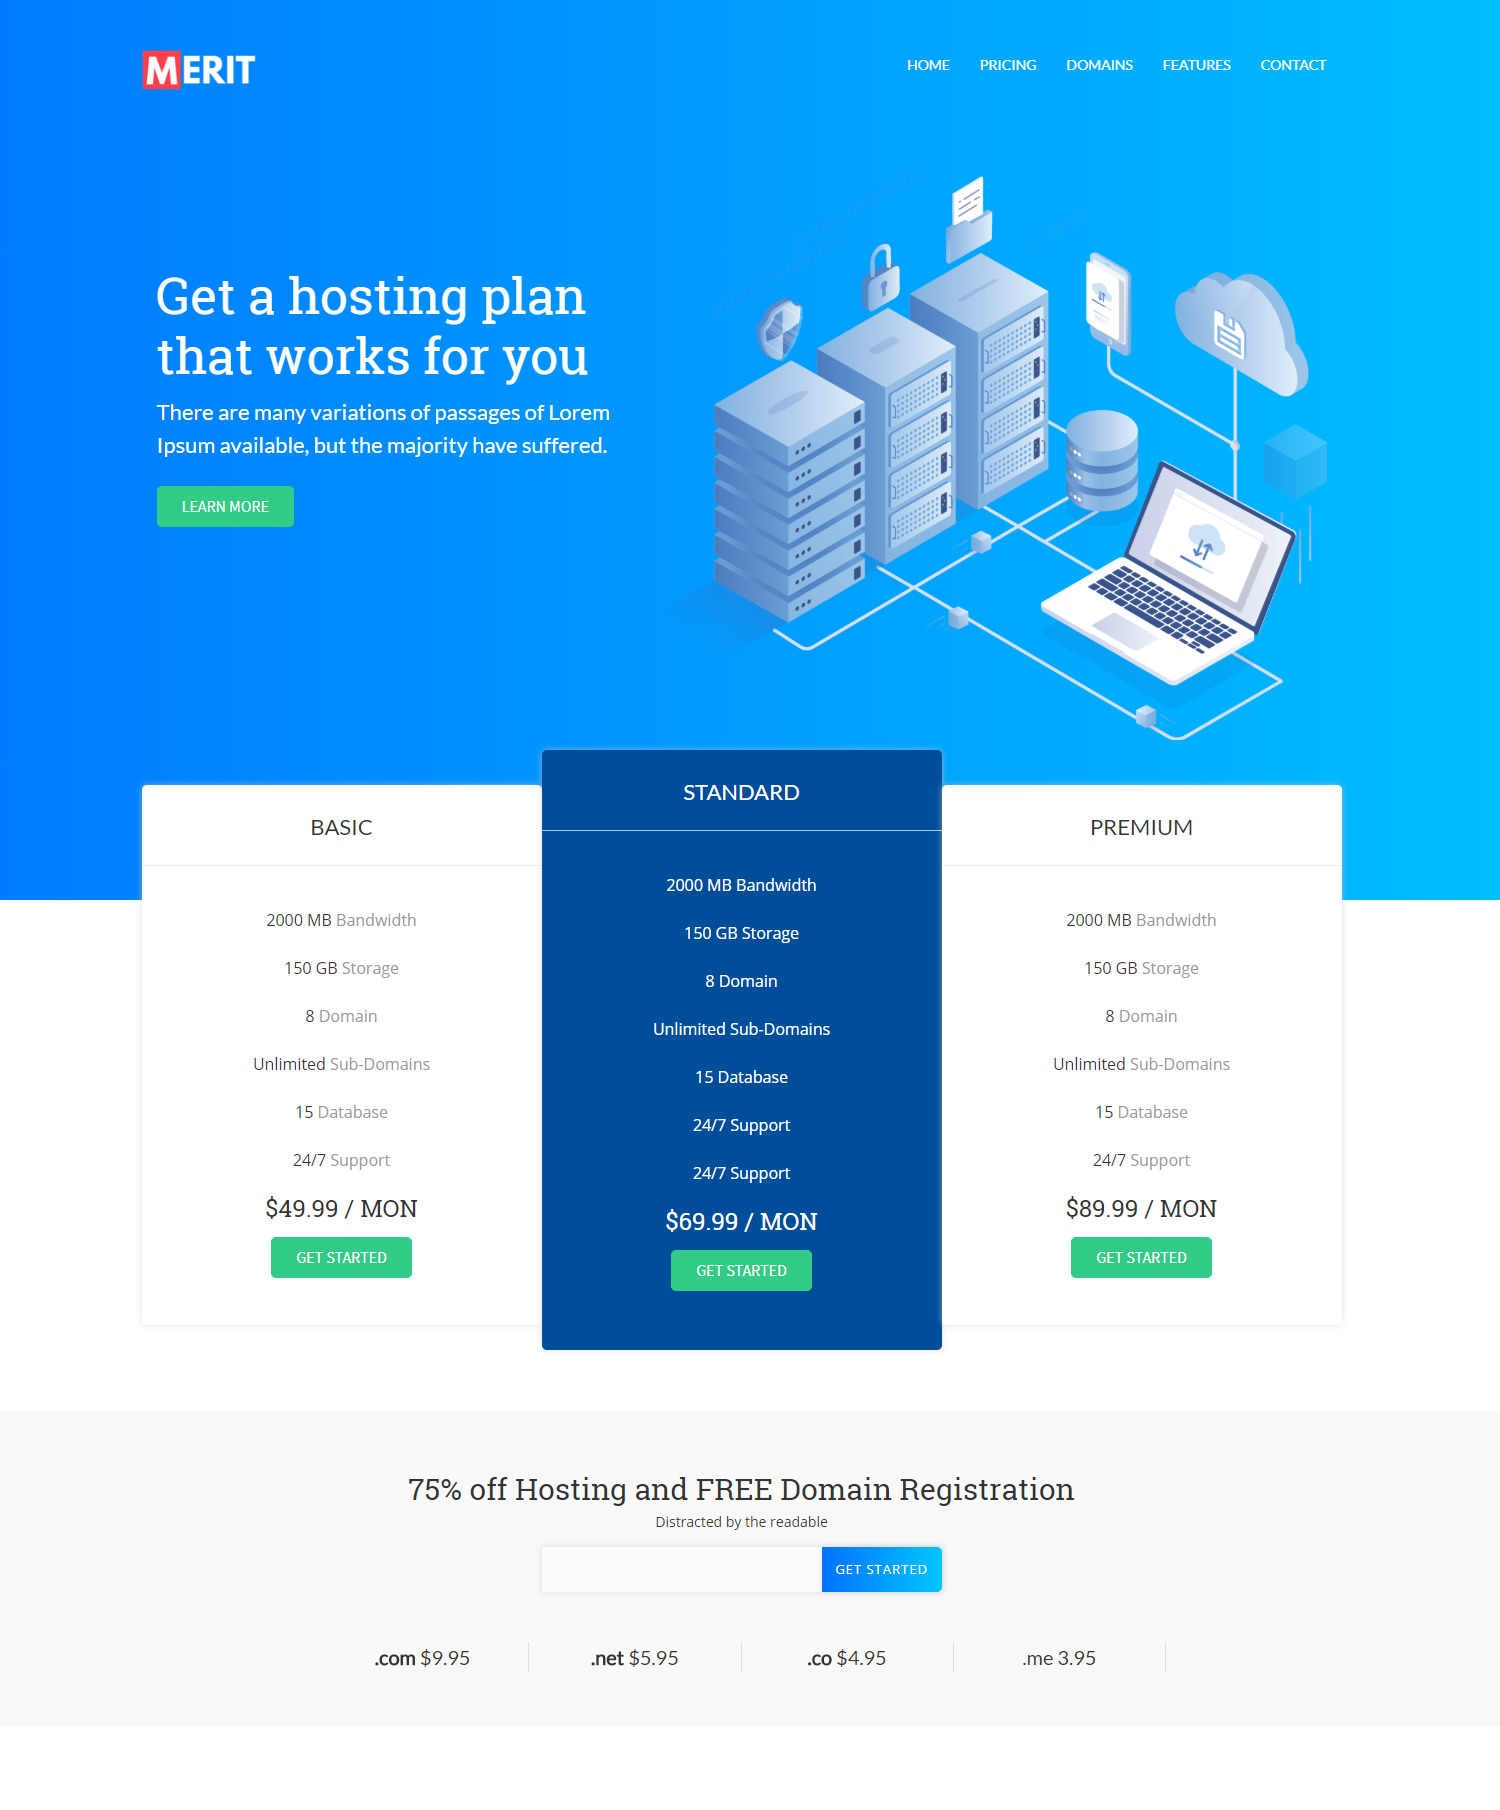 MERIT
HOME PRICING DOMAINS FEATURES CONTACT
Get a hosting plan
that works for you
There are many variations of passages of Lorem
Ipsum available, but the majority have suffered.
LEARN MORE
BASIC
2000 MB Bandwidth
150 GB Storage
8 Domain
Unlimited Sub-Domains
15 Database
24/7 Support
$49.99 / MON
GET STARTED
STANDARD
2000 MB Bandwidth
150 GB Storage
8 Domain
Unlimited Sub-Domains
15 Database
24/7 Support
24/7 Support
$69.99 / MON
GET STARTED
PREMIUM
2000 MB Bandwidth
150 GB Storage
8 Domain
Unlimited Sub-Domains
15 Database
24/7 Support
$89.99 / MON
GET STARTED
75% off Hosting and FREE Domain Registration
Distracted by the readable
GET STARTED
.com $9.95
.net $5.95
.co $4.95
.me 3.95